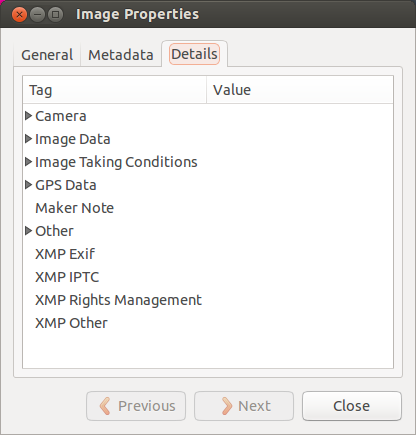 Image Properties
General Metadata Details
Tag Value
Camera
Image Data
Image Taking Conditions
GPS Data
Maker Note
Other
XMP Exif
XMP IPTC
XMP Rights Management
XMP Other
Previous Next Close